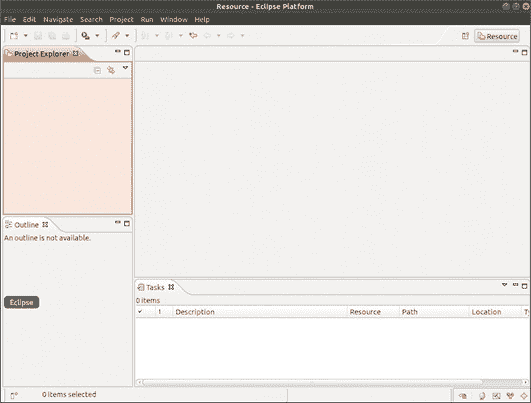 Resource - Eclipse Platform
File Edit Navigate Search Project Run Window Help
Resource
Project Explorer
Outline
An outline is not available.
Eclipse
Tasks
0 items
! Description Resource Path Location Ty
0 items selected